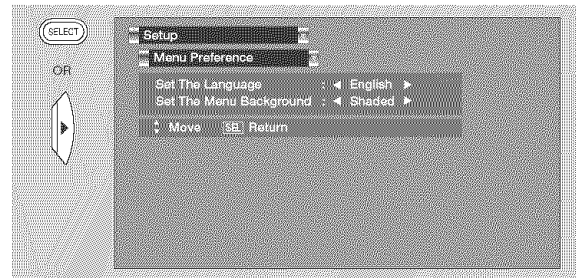 SELECT
OR
Setup
Menu Preference
Set The Language : ◄ English ►
Set The Menu Background : ◄ Shaded ►
Move SEL Return